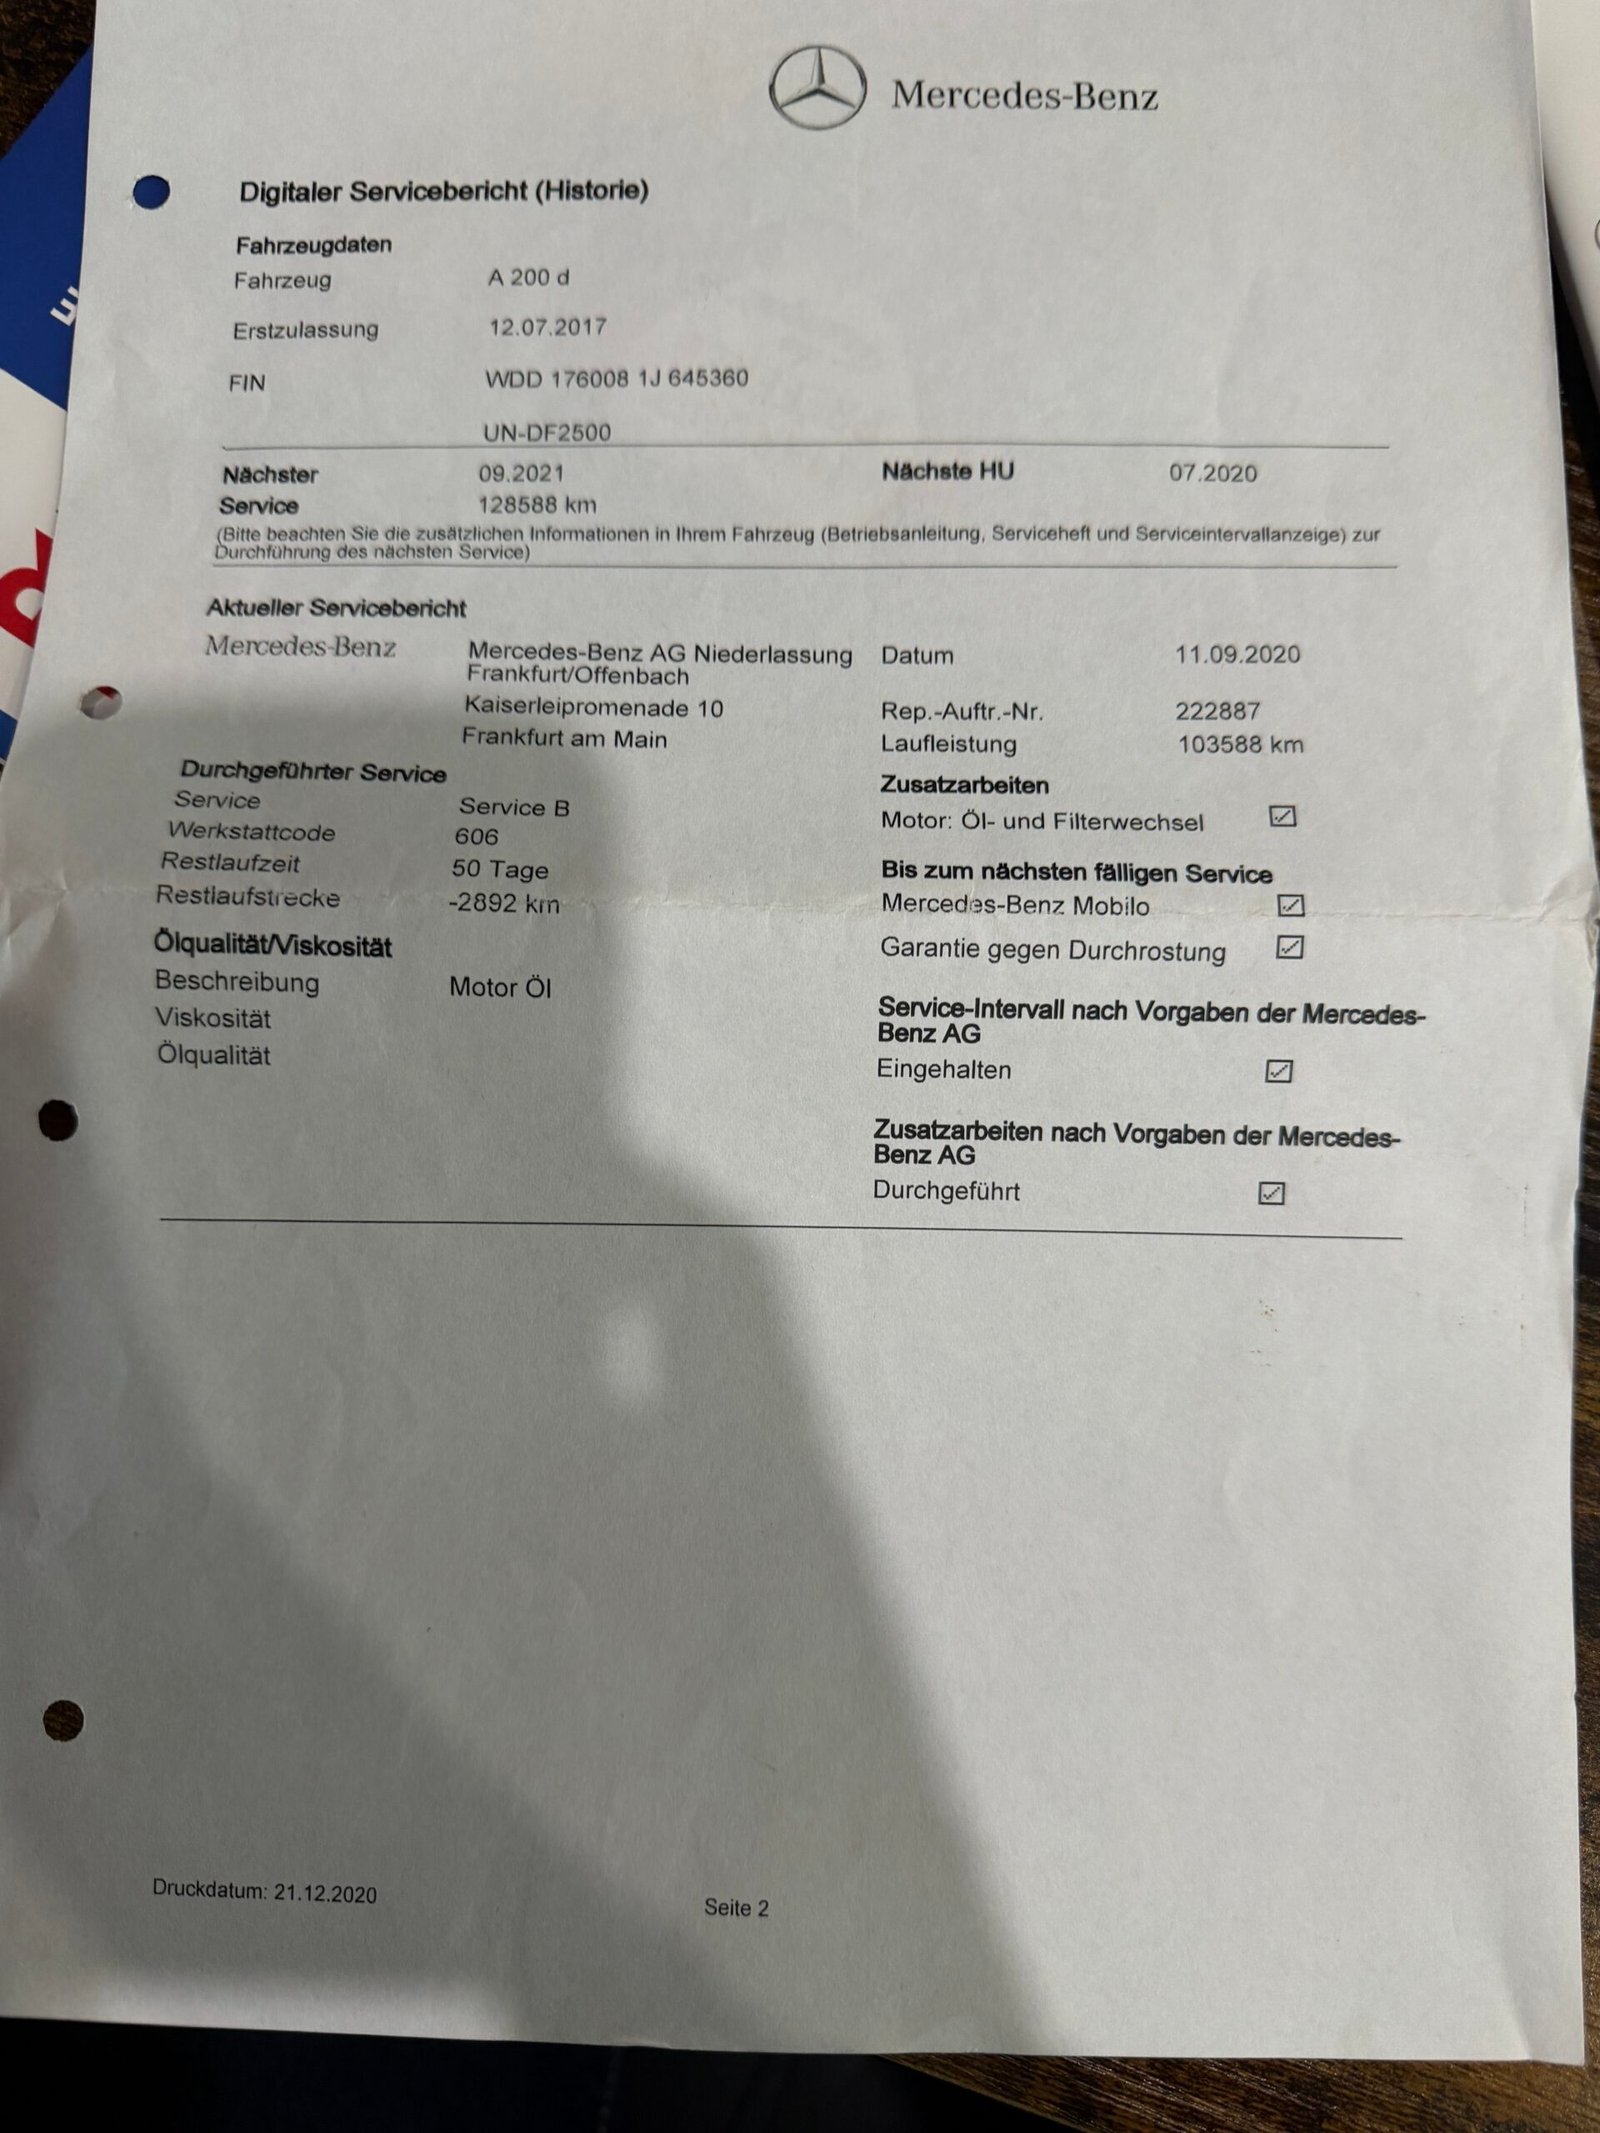 Mercedes-Benz
Digitaler Servicebericht (Historie)
Fahrzeugdaten
Fahrzeug A 200 d
Erstzulassung 12.07.2017
FIN WDD 176008 1J 645360
UN-DF2500
Nächster 09.2021 Nächste HU 07.2020
Service 128588 km
(Bitte beachten Sie die zusätzlichen Informationen in Ihrem Fahrzeug (Betriebsanleitung, Serviceheft und Serviceintervallanzeige) zur
Durchführung des nächsten Service)
Aktueller Servicebericht
Mercedes-Benz Mercedes-Benz AG Niederlassung Datum 11.09.2020
Frankfurt/Offenbach
Kaiserleipromenade 10 Rep.-Auftr.-Nr. 222887
Frankfurt am Main Laufleistung 103588 km
Durchgeführter Service Zusatzarbeiten
Service Service B Motor: Öl- und Filterwechsel
Werkstattcode 606
Restlaufzeit 50 Tage Bis zum nächsten fälligen Service
Restlaufstrecke -2892 km Mercedes-Benz Mobilo
Ölqualität/Viskosität Garantie gegen Durchrostung
Beschreibung Motor Öl
Viskosität Service-Intervall nach Vorgaben der Mercedes-
Benz AG
Ölqualität Eingehalten
Zusatzarbeiten nach Vorgaben der Mercedes-
Benz AG
Durchgeführt
Druckdatum: 21.12.2020 Seite 2